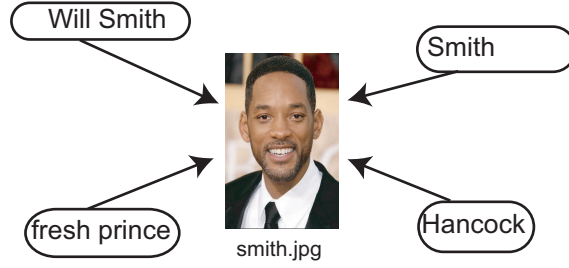 Will Smith
Smith
fresh prince
Hancock
smith.jpg